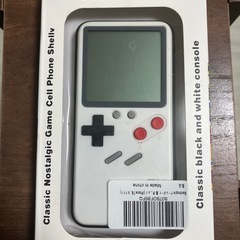 Classic Nostalgic Game Cell Phone Shellv
Classic black and white console
Made in china